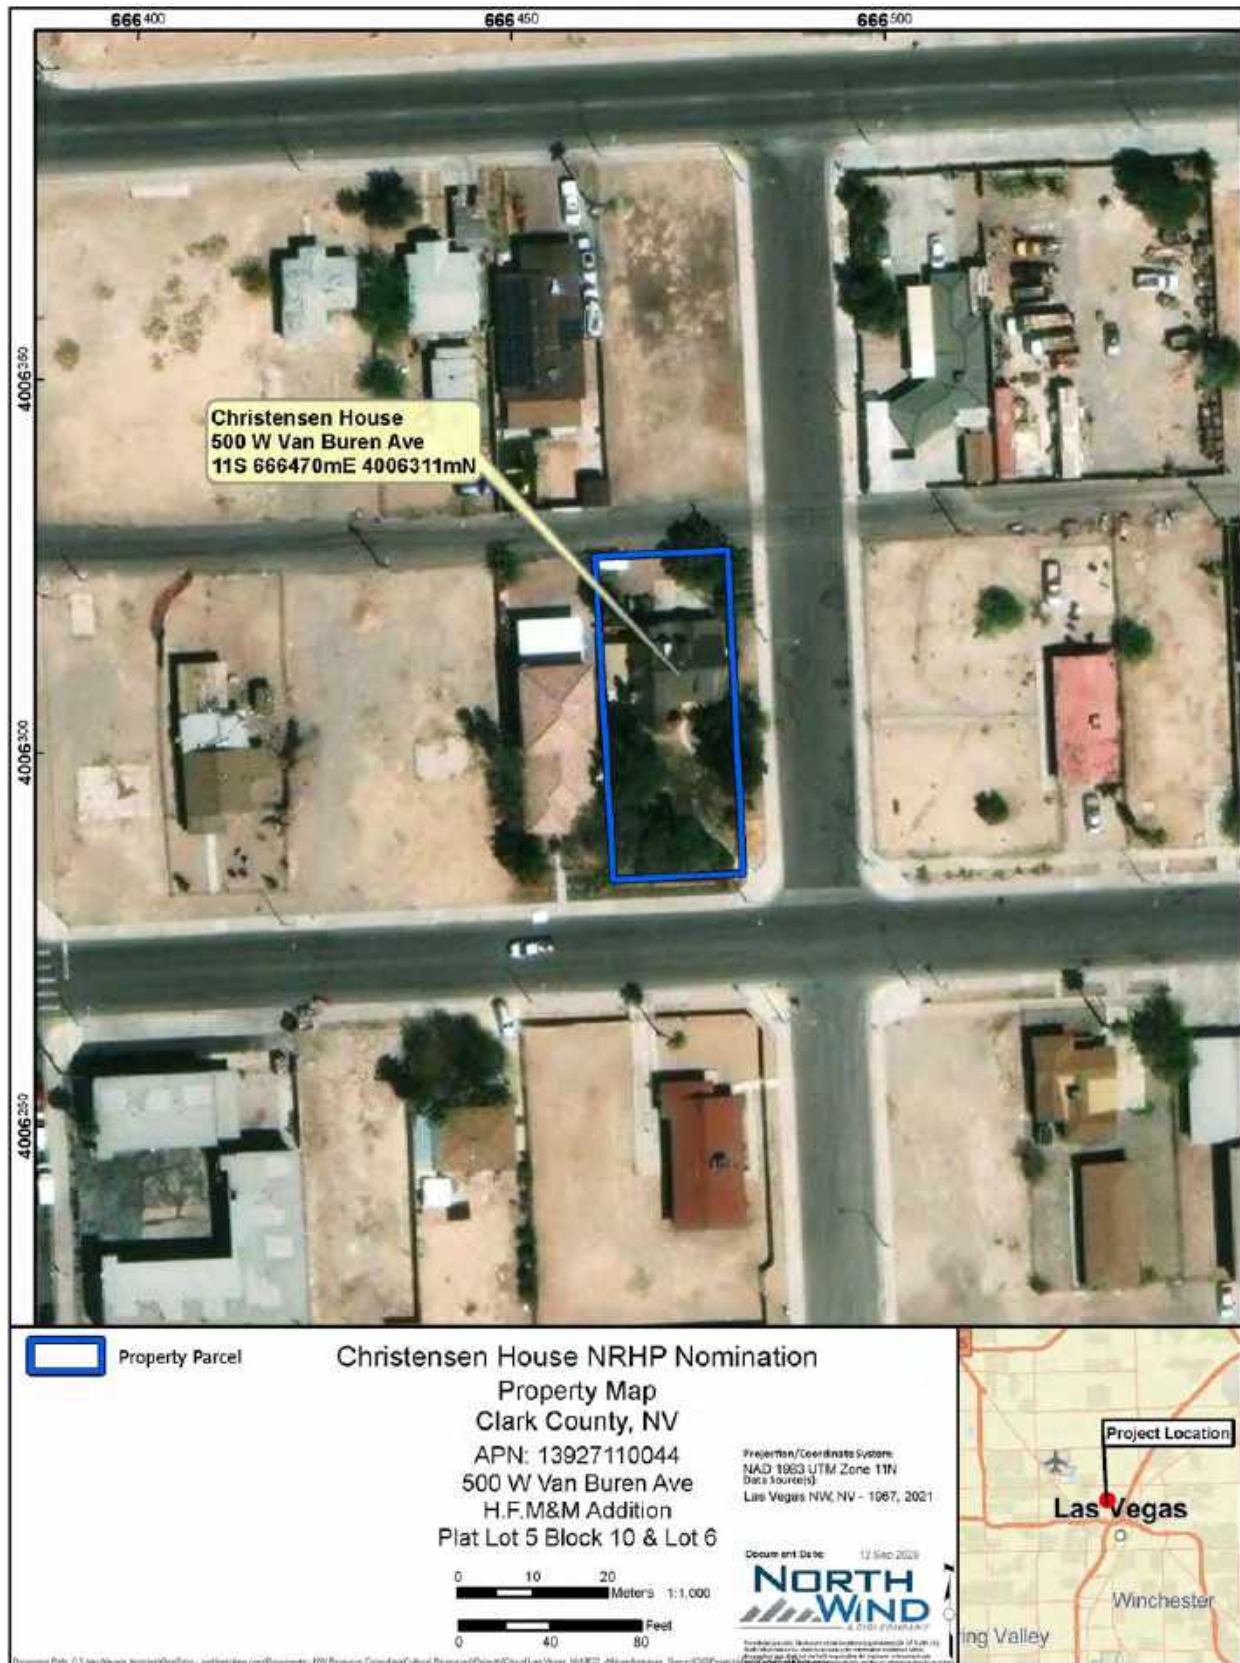 666400
666450
666500
4006350
4006300
4006250
Christensen House
500 W Van Buren Ave
11S 666470mE 4006311mN
Property Parcel
Christensen House NRHP Nomination
Property Map
Clark County, NV
APN: 13927110044
500 W Van Buren Ave
H.F.M&M Addition
Plat Lot 5 Block 10 & Lot 6
0 10 20
Meters 1:1,000
Feet
0 40 80
Projection/Coordinate System:
NAD 1983 UTM Zone 11N
Data Source(s):
Las Vegas NW, NV - 1967, 2021
Document Date:
12 Sep
NORTH
WIND
Project Location
Las Vegas
Winchester
ing Valley